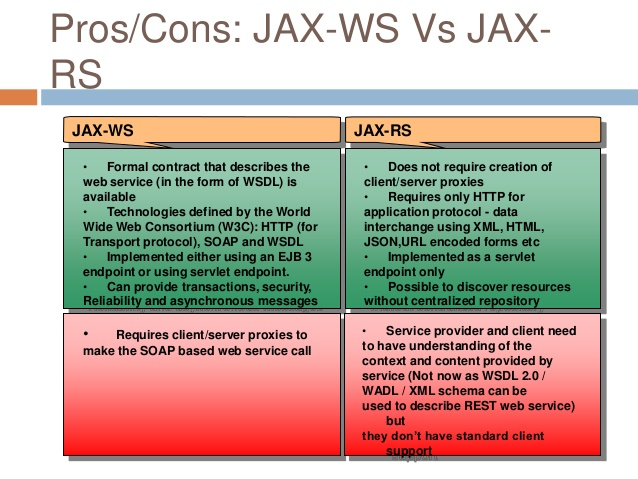 Pros/Cons: JAX-WS Vs JAX-
RS
JAX-WS
• Formal contract that describes the
web service (in the form of WSDL) is
available
• Technologies defined by the World
Wide Web Consortium (W3C): HTTP (for
Transport protocol), SOAP and WSDL
• Implemented either using an EJB 3
endpoint or using servlet endpoint.
• Can provide transactions, security,
Reliability and asynchronous messages
• Requires client/server proxies to
make the SOAP based web service call
JAX-RS
• Does not require creation of
client/server proxies
• Requires only HTTP for
application protocol - data
interchange using XML, HTML,
JSON,URL encoded forms etc
• Implemented as a servlet
endpoint only
• Possible to discover resources
without centralized repository
• Service provider and client need
to have understanding of the
context and content provided by
service (Not now as WSDL 2.0 /
WADL / XML schema can be
used to describe REST web service)
but
they don't have standard client
support